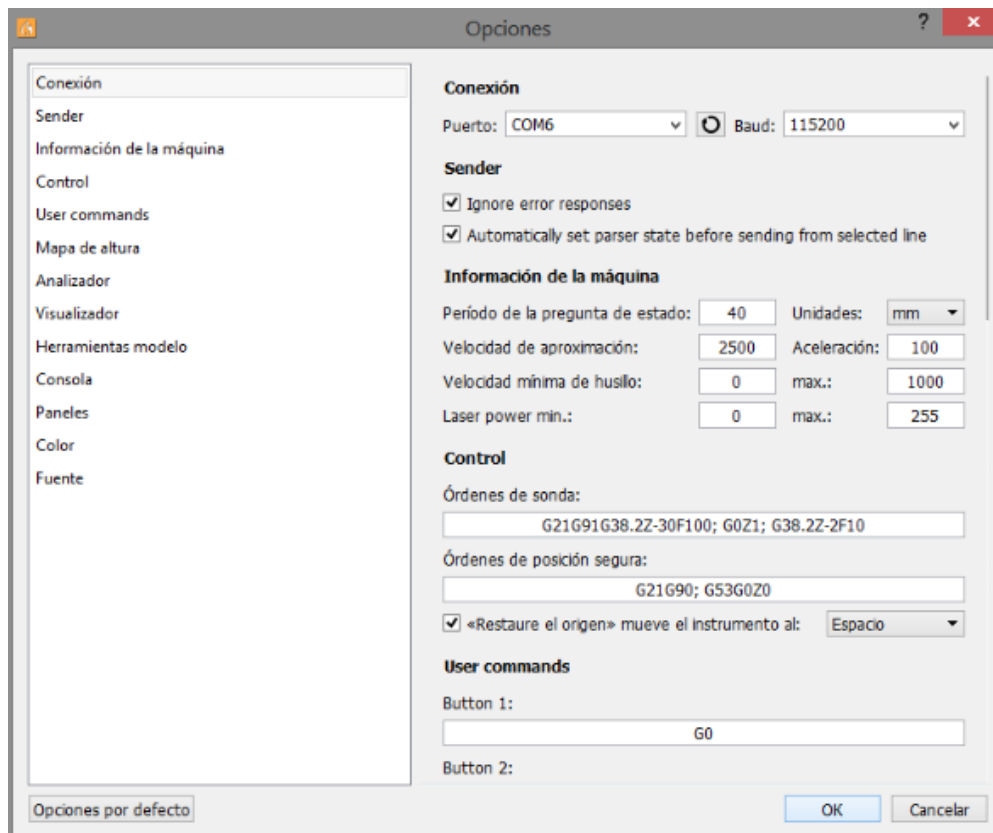 Opciones
?
Conexión
Sender
Información de la máquina
Control
User commands
Mapa de altura
Analizador
Visualizador
Herramientas modelo
Consola
Paneles
Color
Fuente
Conexión
Puerto: COM6 Baud: 115200
Sender
Ignore error responses
Automatically set parser state before sending from selected line
Información de la máquina
Período de la pregunta de estado: 40 Unidades: mm
Velocidad de aproximación: 2500 Aceleración: 100
Velocidad mínima de husillo: 0 max.: 1000
Laser power min.: 0 max.: 255
Control
Órdenes de sonda:
G21G91G38.2Z-30F100; G0Z1; G38.2Z-2F10
Órdenes de posición segura:
G21G90; G53G0Z0
«Restaure el origen» mueve el instrumento al: Espacio
User commands
Button 1:
G0
Button 2:
Opciones por defecto OK Cancelar